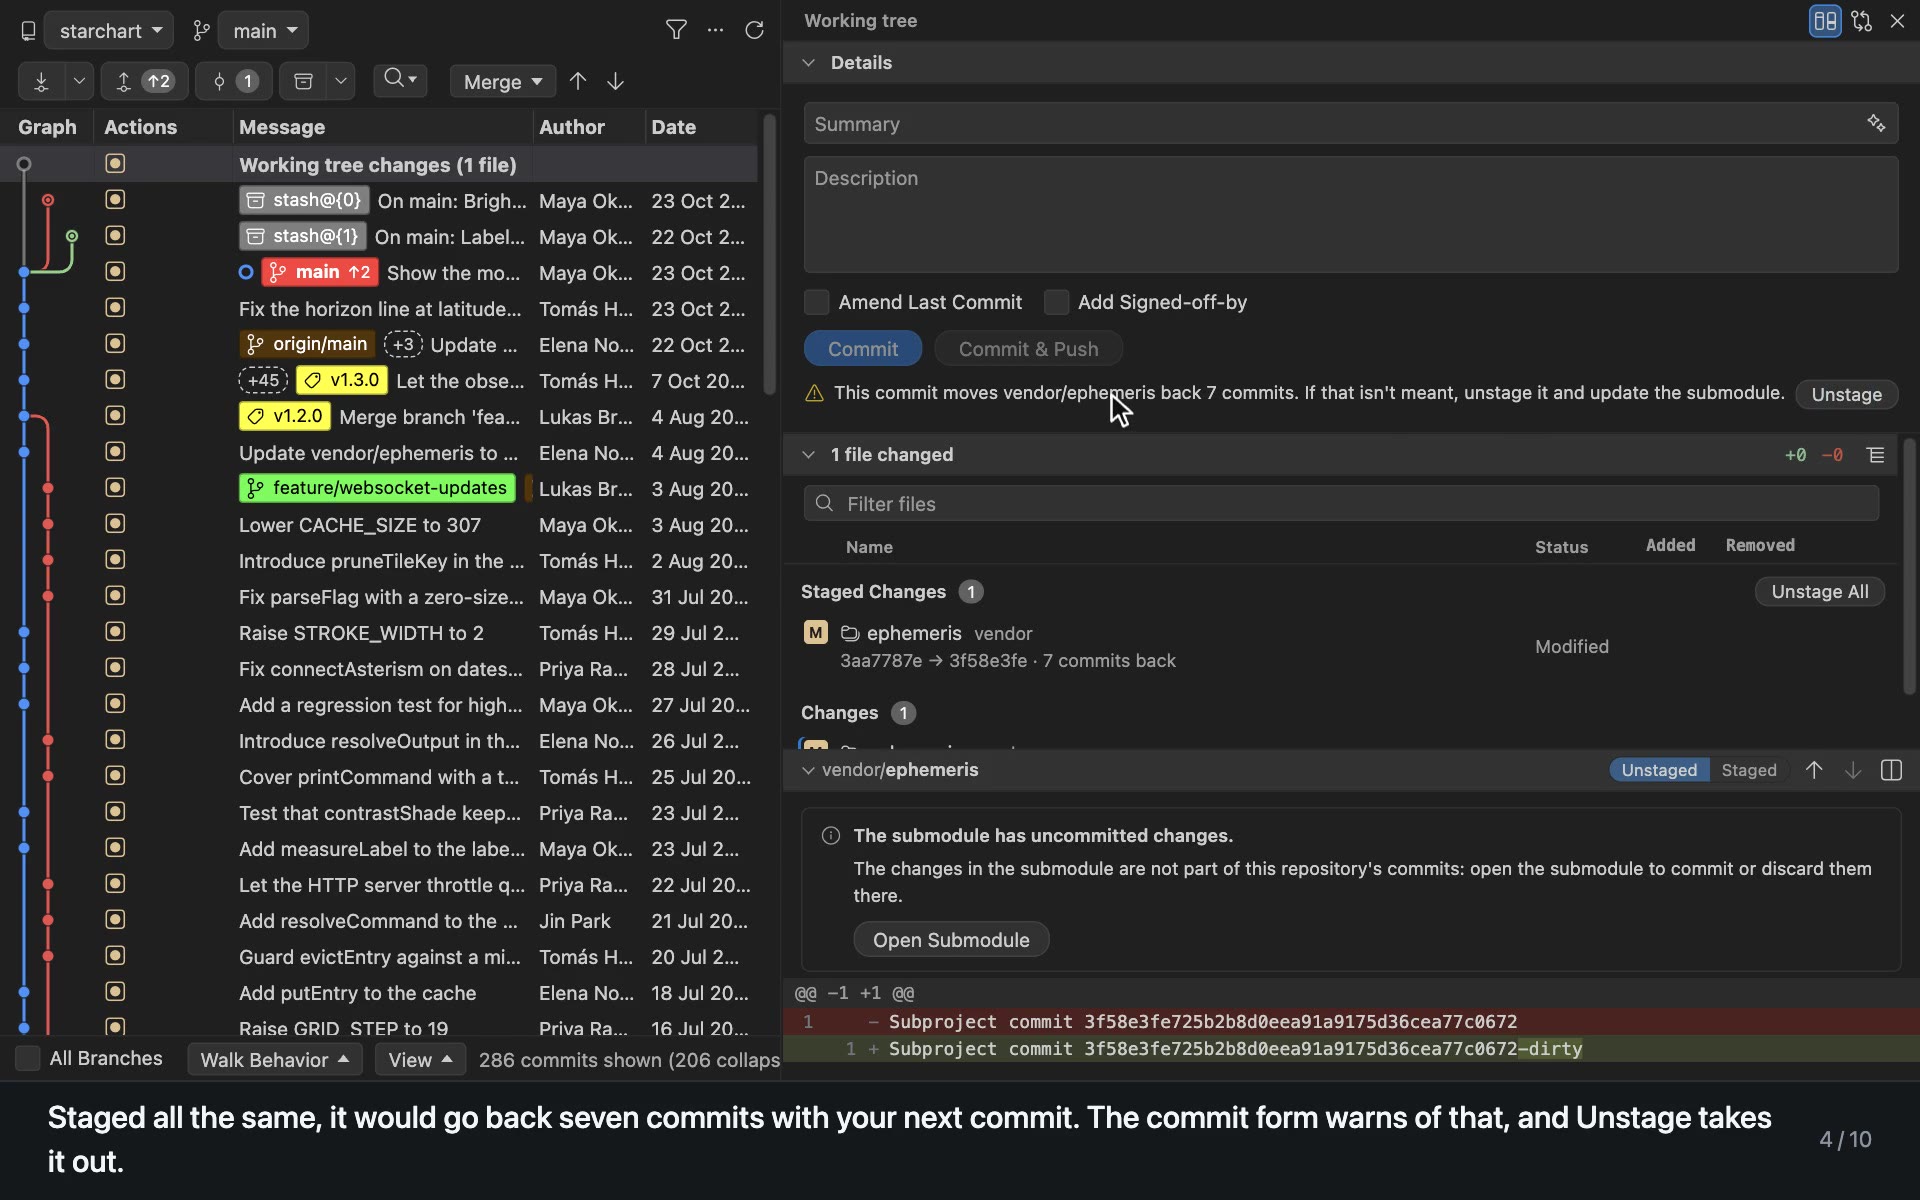 starchart main
↑2 1 Merge
Graph Actions Message Author Date
Working tree changes (1 file)
stash@{0} On main: Brigh... Maya Ok... 23 Oct 2...
stash@{1} On main: Label... Maya Ok... 22 Oct 2...
main ↑2 Show the mo... Maya Ok... 23 Oct 2...
Fix the horizon line at latitude... Tomás H... 23 Oct 2...
origin/main +3 Update ... Elena No... 22 Oct 2...
+45 v1.3.0 Let the obse... Tomás H... 7 Oct 20...
v1.2.0 Merge branch 'fea... Lukas Br... 4 Aug 20...
Update vendor/ephemeris to ... Elena No... 4 Aug 20...
feature/websocket-updates Lukas Br... 3 Aug 20...
Lower CACHE_SIZE to 307 Maya Ok... 3 Aug 20...
Introduce pruneTileKey in the ... Tomás H... 2 Aug 20...
Fix parseFlag with a zero-size... Maya Ok... 31 Jul 20...
Raise STROKE_WIDTH to 2 Tomás H... 29 Jul 2...
Fix connectAsterism on dates... Priya Ra... 28 Jul 2...
Add a regression test for high... Maya Ok... 27 Jul 20...
Introduce resolveOutput in th... Elena No... 26 Jul 2...
Cover printCommand with a t... Tomás H... 25 Jul 20...
Test that contrastShade keep... Priya Ra... 23 Jul 2...
Add measureLabel to the labe... Maya Ok... 23 Jul 2...
Let the HTTP server throttle q... Priya Ra... 22 Jul 20...
Add resolveCommand to the ... Jin Park 21 Jul 20...
Guard evictEntry against a mi... Tomás H... 20 Jul 2...
Add putEntry to the cache Elena No... 18 Jul 20...
Raise GRID_STEP to 19 Priya Ra... 16 Jul 20...
All Branches Walk Behavior View 286 commits shown (206 collaps
Working tree
Details
Summary
Description
Amend Last Commit Add Signed-off-by
Commit Commit & Push
This commit moves vendor/ephemeris back 7 commits. If that isn't meant, unstage it and update the submodule. Unstage
1 file changed +0 −0
Filter files
Name Status Added Removed
Staged Changes 1 Unstage All
M ephemeris vendor
3aa7787e → 3f58e3fe · 7 commits back Modified
Changes 1
vendor/ephemeris Unstaged Staged
The submodule has uncommitted changes.
The changes in the submodule are not part of this repository's commits: open the submodule to commit or discard them
there.
Open Submodule
@@ −1 +1 @@
1 − Subproject commit 3f58e3fe725b2b8d0eea91a9175d36cea77c0672
1 + Subproject commit 3f58e3fe725b2b8d0eea91a9175d36cea77c0672-dirty
Staged all the same, it would go back seven commits with your next commit. The commit form warns of that, and Unstage takes
it out.
4 / 10